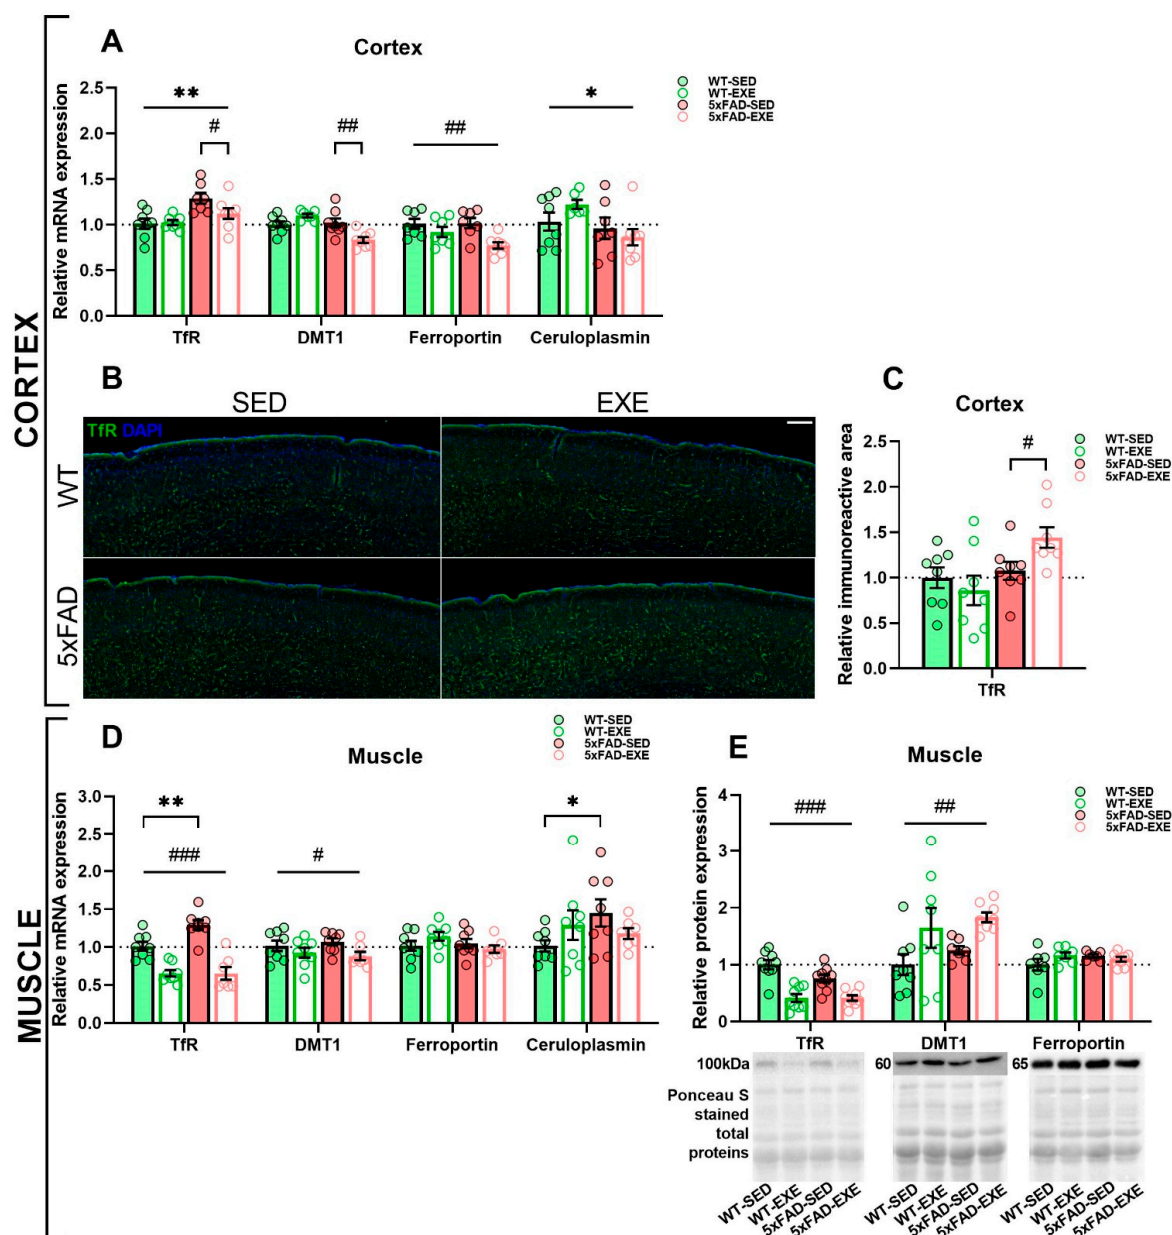 CORTEX
A
Cortex
WT-SED
WT-EXE
5xFAD-SED
5xFAD-EXE
Relative mRNA expression
2.5
2.0
1.5
1.0
0.5
0.0
**
#
##
##
*
TfR
DMT1
Ferroportin
Ceruloplasmin
B
SED
EXE
WT
5xFAD
TfR DAPI
C
Cortex
WT-SED
WT-EXE
5xFAD-SED
5xFAD-EXE
Relative immunoreactive area
2.5
2.0
1.5
1.0
0.5
0.0
#
TfR
MUSCLE
D
Muscle
WT-SED
WT-EXE
5xFAD-SED
5xFAD-EXE
Relative mRNA expression
3.0
2.5
2.0
1.5
1.0
0.5
0.0
**
###
#
*
TfR
DMT1
Ferroportin
Ceruloplasmin
E
Muscle
WT-SED
WT-EXE
5xFAD-SED
5xFAD-EXE
Relative protein expression
4
3
2
1
0
###
##
TfR
DMT1
Ferroportin
100kDa
60
65
Ponceau S
stained
total
proteins
WT-SED
WT-EXE
5xFAD-SED
5xFAD-EXE
WT-SED
WT-EXE
5xFAD-SED
5xFAD-EXE
WT-SED
WT-EXE
5xFAD-SED
5xFAD-EXE